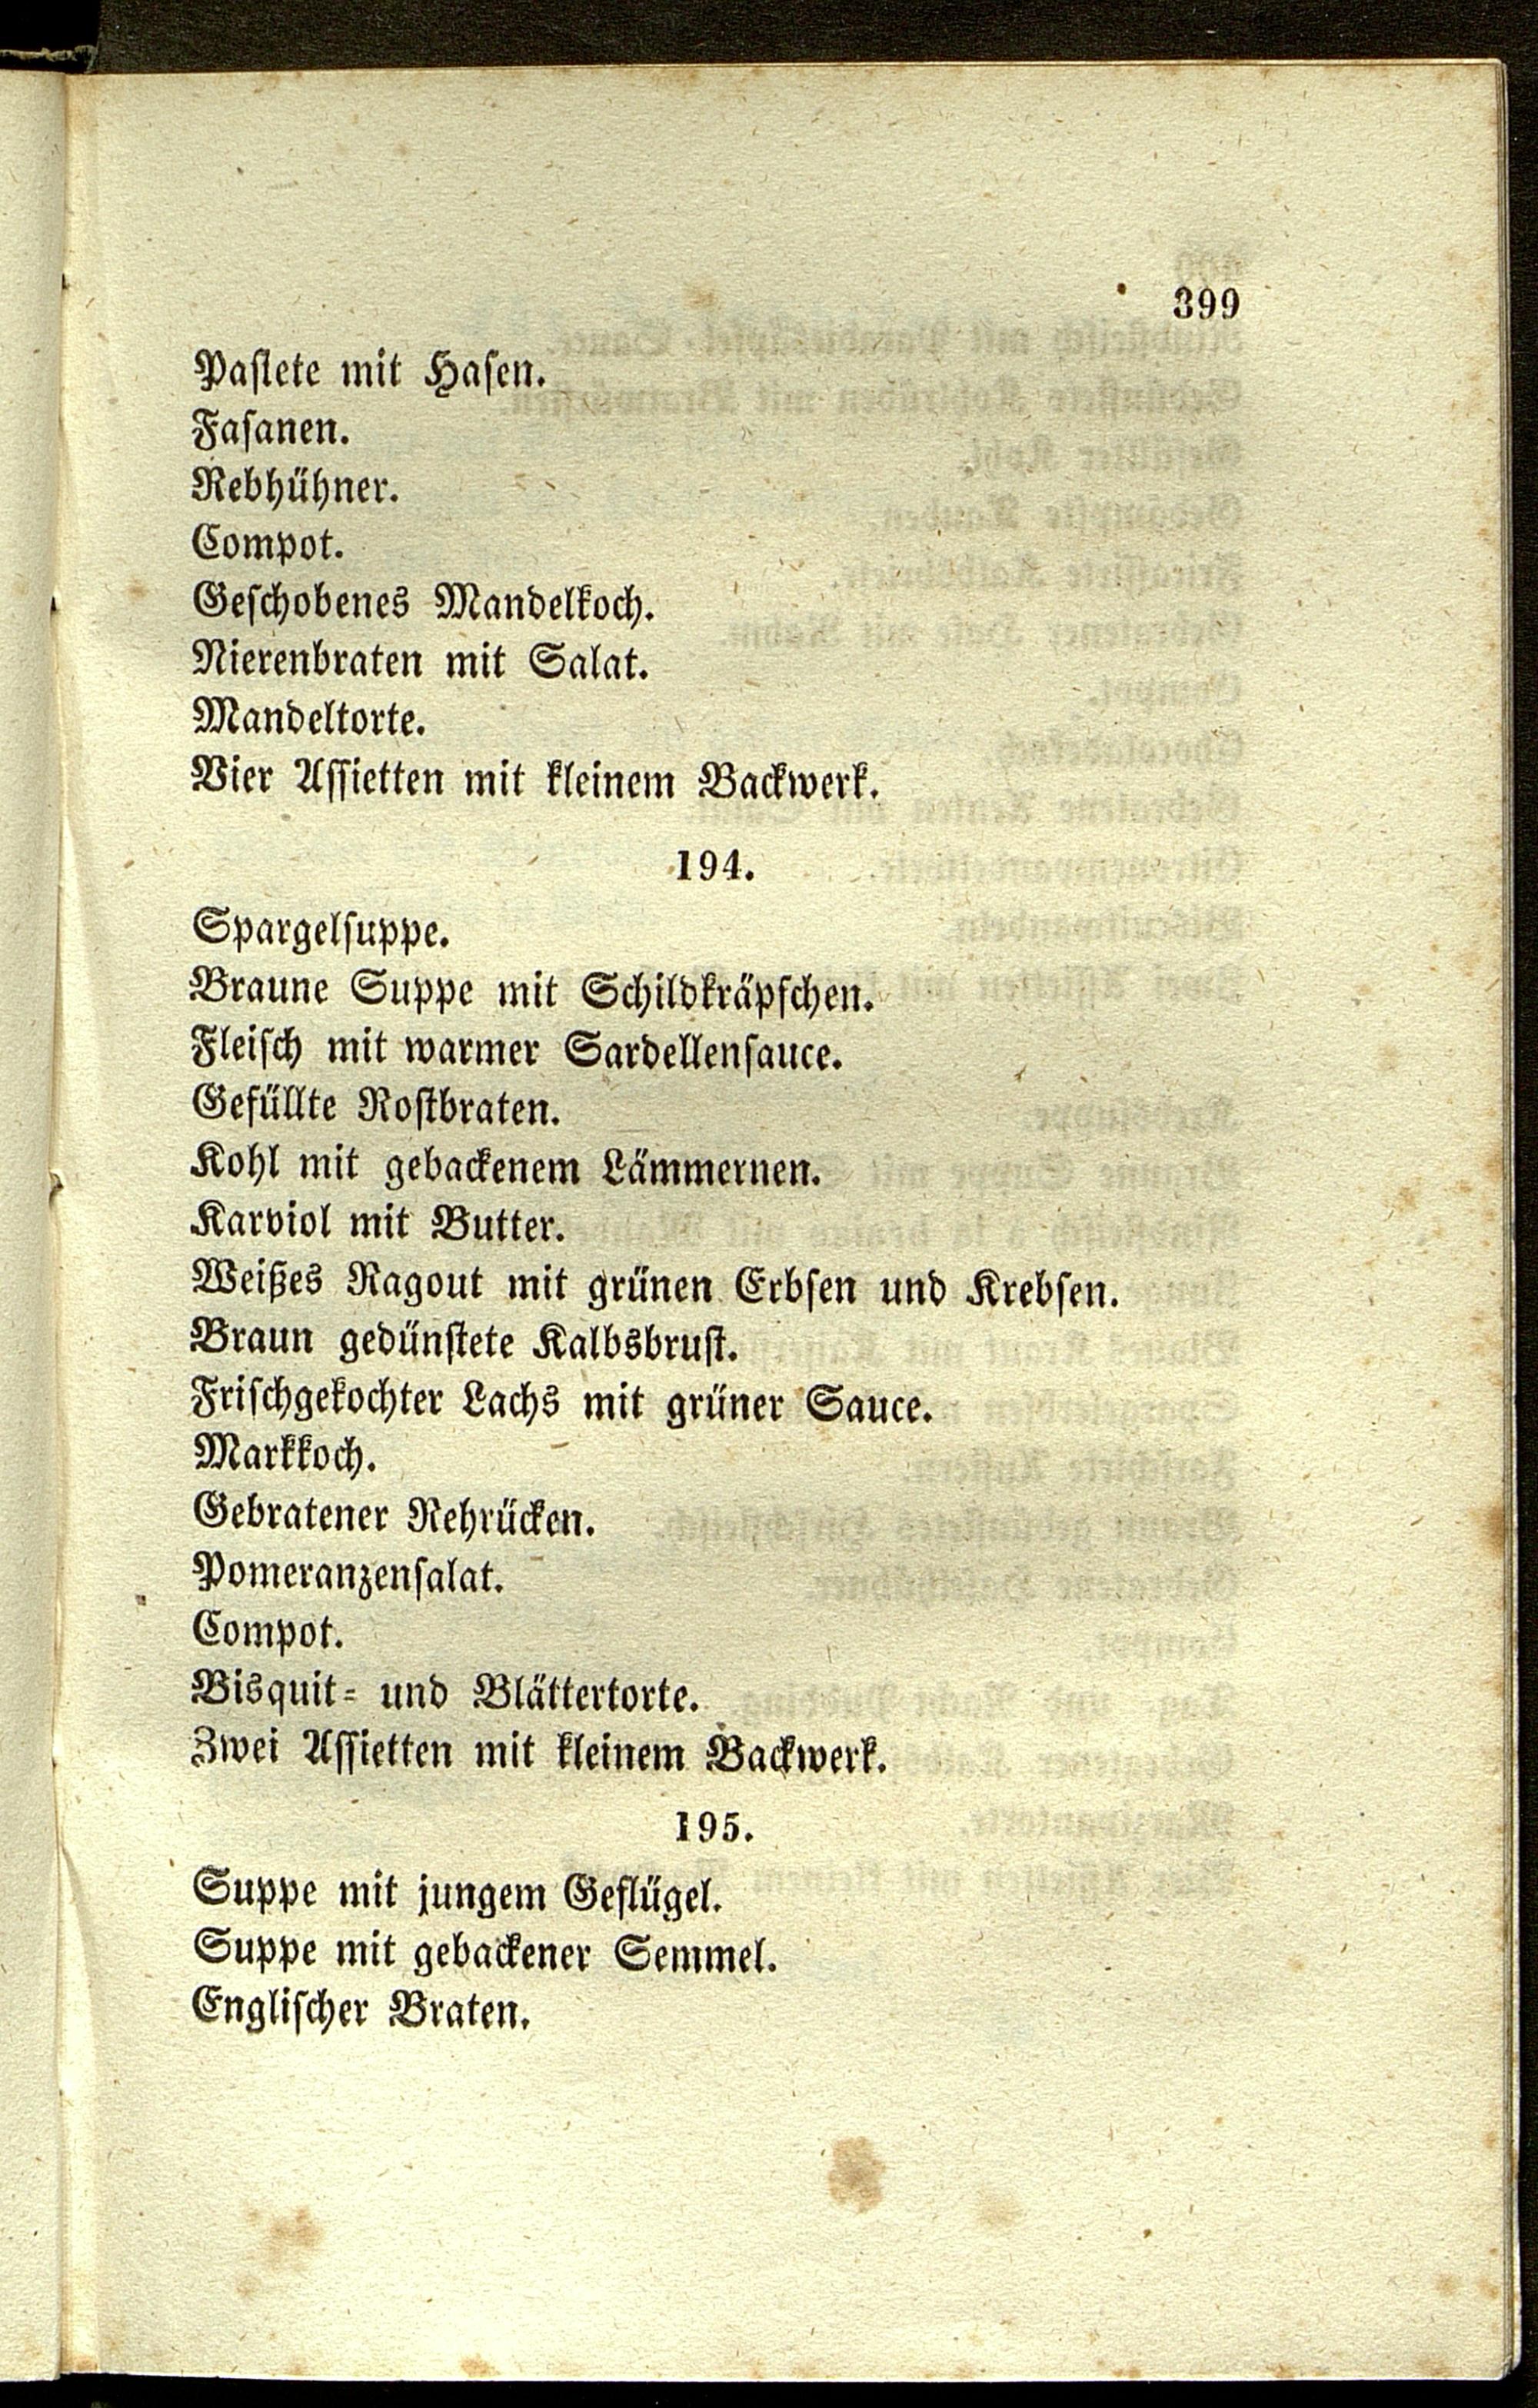 399
Pastete mit Hasen.
Fasanen.
Rebhühner.
Compot.
Geschobenes Mandelkoch.
Nierenbraten mit Salat.
Mandeltorte.
Vier Assietten mit kleinem Backwerk.
194.
Spargelsuppe.
Braune Suppe mit Schildkräpfchen.
Fleisch mit warmer Sardellensauce.
Gefüllte Rostbraten.
Kohl mit gebackenem Lämmernen.
Karviol mit Butter.
Weißes Ragout mit grünen Erbsen und Krebsen.
Braun gedünstete Kalbsbrust.
Frischgekochter Lachs mit grüner Sauce.
Markkoch.
Gebratener Rehrücken.
Pomeranzensalat.
Compot.
Bisquit- und Blättertorte.
Zwei Assietten mit kleinem Backwerk.
195.
Suppe mit jungem Geflügel.
Suppe mit gebackener Semmel.
Englischer Braten.